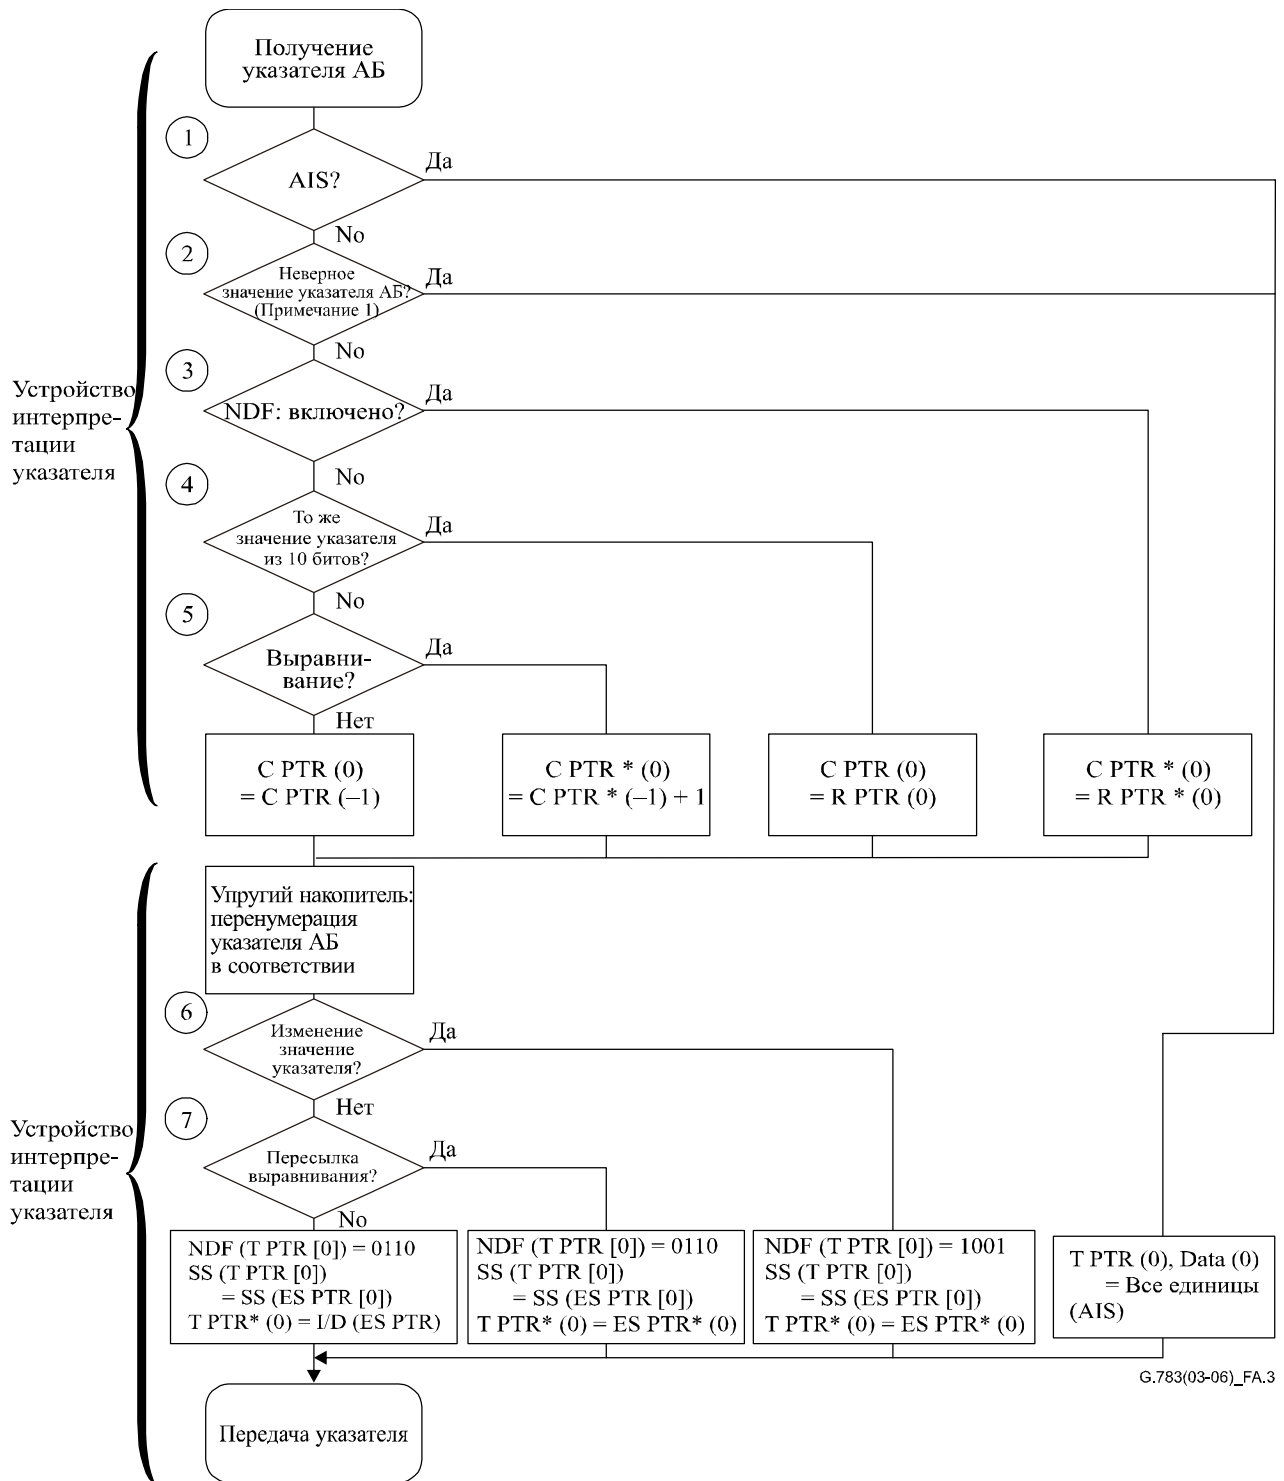 Получение
указателя АБ
1
AIS?
Да
No
2
Неверное
значение указателя АБ?
(Примечание 1)
Да
No
3
NDF: включено?
Да
No
Устройство
интерпре-
тации
указателя
4
То же
значение указателя
из 10 битов?
Да
No
5
Выравни-
вание?
Да
Нет
C PTR (0)
= C PTR (–1)
C PTR * (0)
= C PTR * (–1) + 1
C PTR (0)
= R PTR (0)
C PTR * (0)
= R PTR * (0)
Упругий накопитель:
перенумерация
указателя АБ
в соответствии
6
Изменение
значение
указателя?
Да
Нет
7
Пересылка
выравнивания?
Да
No
Устройство
интерпре-
тации
указателя
NDF (T PTR [0]) = 0110
SS (T PTR [0])
= SS (ES PTR [0])
T PTR* (0) = I/D (ES PTR)
NDF (T PTR [0]) = 0110
SS (T PTR [0])
= SS (ES PTR [0])
T PTR* (0) = ES PTR* (0)
NDF (T PTR [0]) = 1001
SS (T PTR [0])
= SS (ES PTR [0])
T PTR* (0) = ES PTR* (0)
T PTR (0), Data (0)
= Все единицы
(AIS)
G.783(03-06)_FA.3
Передача указателя